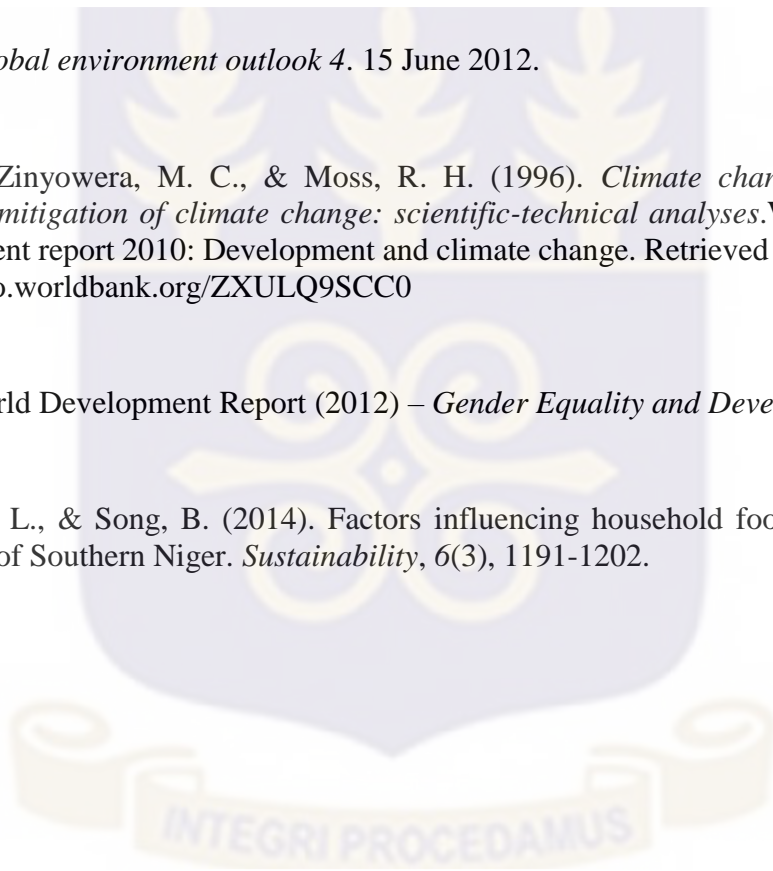 obal environment outlook 4. 15 June 2012.
Zinyowera, M. C., & Moss, R. H. (1996). Climate char
mitigation of climate change: scientific-technical analyses.
ent report 2010: Development and climate change. Retrieved
o.worldbank.org/ZXULQ9SCC0
rld Development Report (2012) – Gender Equality and Deve
L., & Song, B. (2014). Factors influencing household foo
of Southern Niger. Sustainability, 6(3), 1191-1202.
INTEGRI PROCEDAMUS